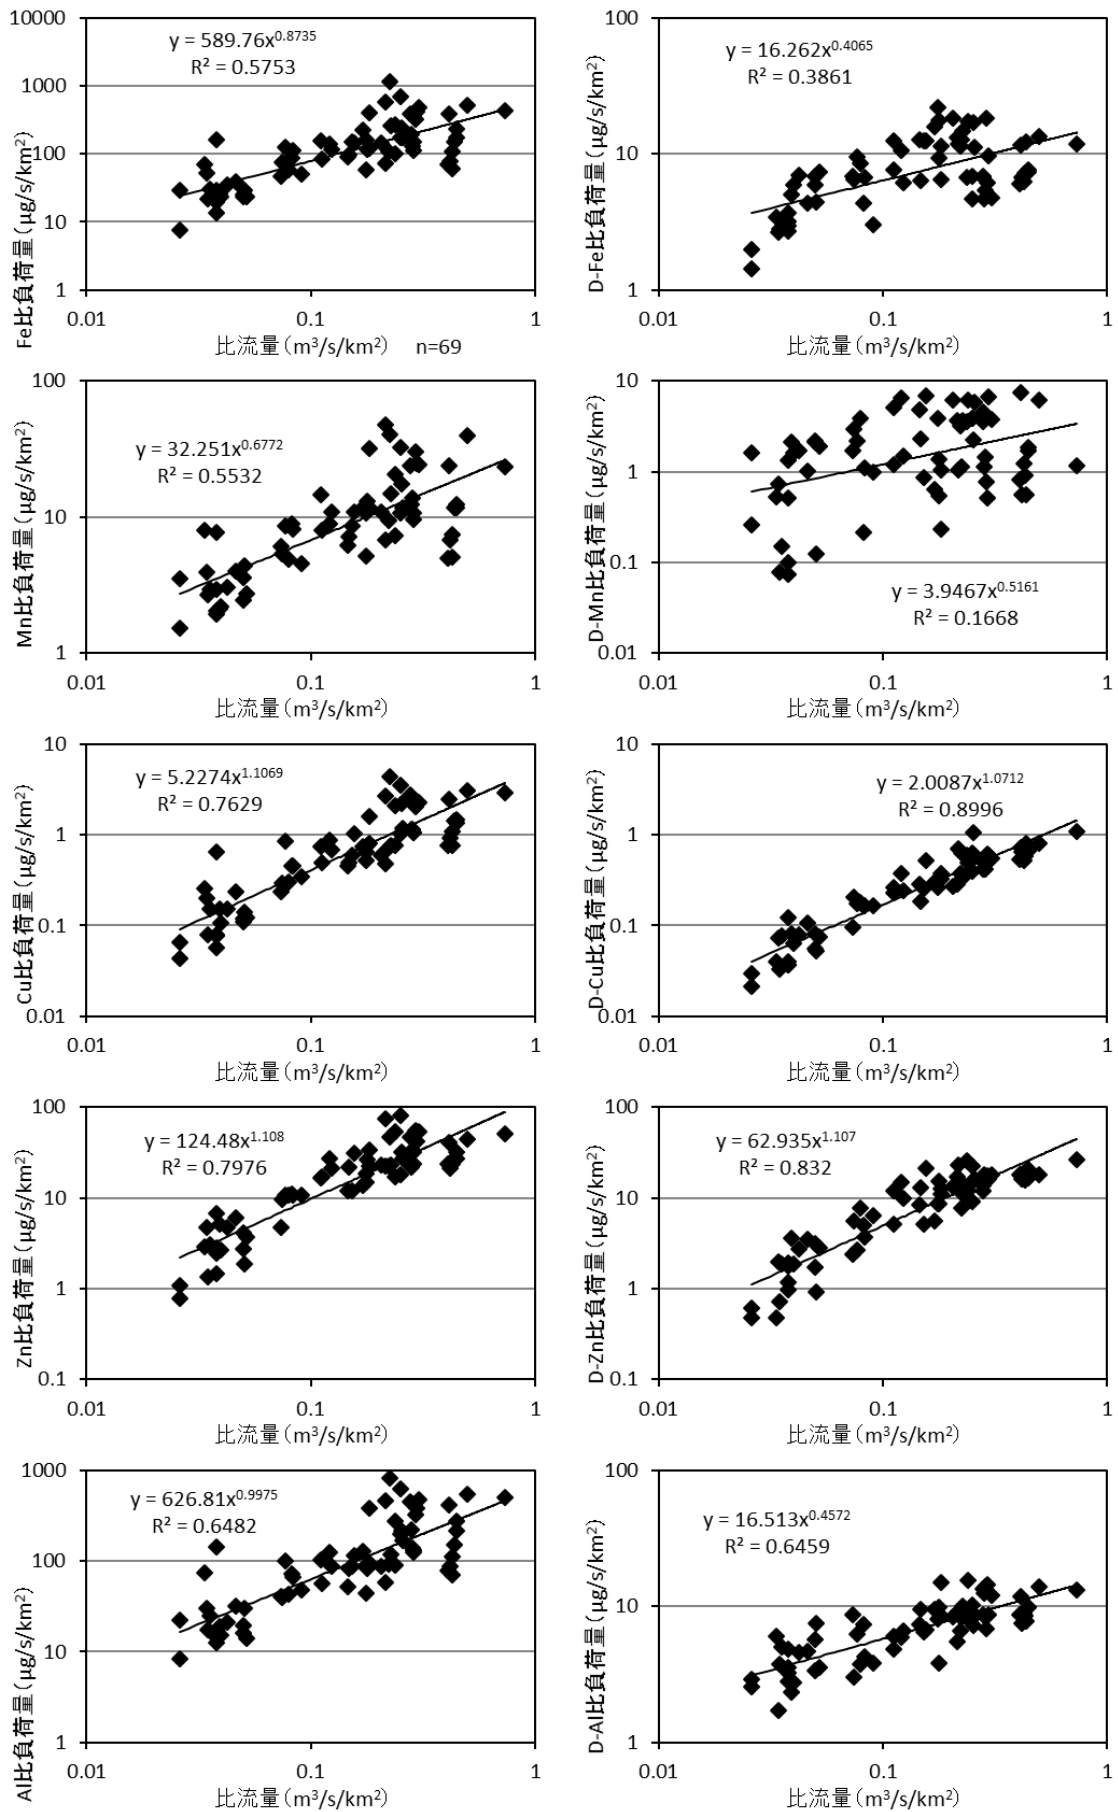 10000
1000
100
10
1
0.01
0.1
1
y = 589.76x^0.8735
R² = 0.5753
Fe比負荷量(µg/s/km²)
比流量(m³/s/km²)
n=69
100
10
1
0.01
0.1
1
y = 16.262x^0.4065
R² = 0.3861
D-Fe比負荷量(µg/s/km²)
比流量(m³/s/km²)
100
10
1
0.01
0.1
1
y = 32.251x^0.6772
R² = 0.5532
Mn比負荷量(µg/s/km²)
比流量(m³/s/km²)
10
1
0.1
0.01
0.01
0.1
1
y = 3.9467x^0.5161
R² = 0.1668
D-Mn比負荷量(µg/s/km²)
比流量(m³/s/km²)
10
1
0.1
0.01
0.01
0.1
1
y = 5.2274x^1.1069
R² = 0.7629
Cu比負荷量(µg/s/km²)
比流量(m³/s/km²)
10
1
0.1
0.01
0.01
0.1
1
y = 2.0087x^1.0712
R² = 0.8996
D-Cu比負荷量(µg/s/km²)
比流量(m³/s/km²)
100
10
1
0.1
0.01
0.1
1
y = 124.48x^1.108
R² = 0.7976
Zn比負荷量(µg/s/km²)
比流量(m³/s/km²)
100
10
1
0.1
0.01
0.1
1
y = 62.935x^1.107
R² = 0.832
D-Zn比負荷量(µg/s/km²)
比流量(m³/s/km²)
1000
100
10
1
0.01
0.1
1
y = 626.81x^0.9975
R² = 0.6482
Al比負荷量(µg/s/km²)
比流量(m³/s/km²)
100
10
1
0.01
0.1
1
y = 16.513x^0.4572
R² = 0.6459
D-Al比負荷量(µg/s/km²)
比流量(m³/s/km²)